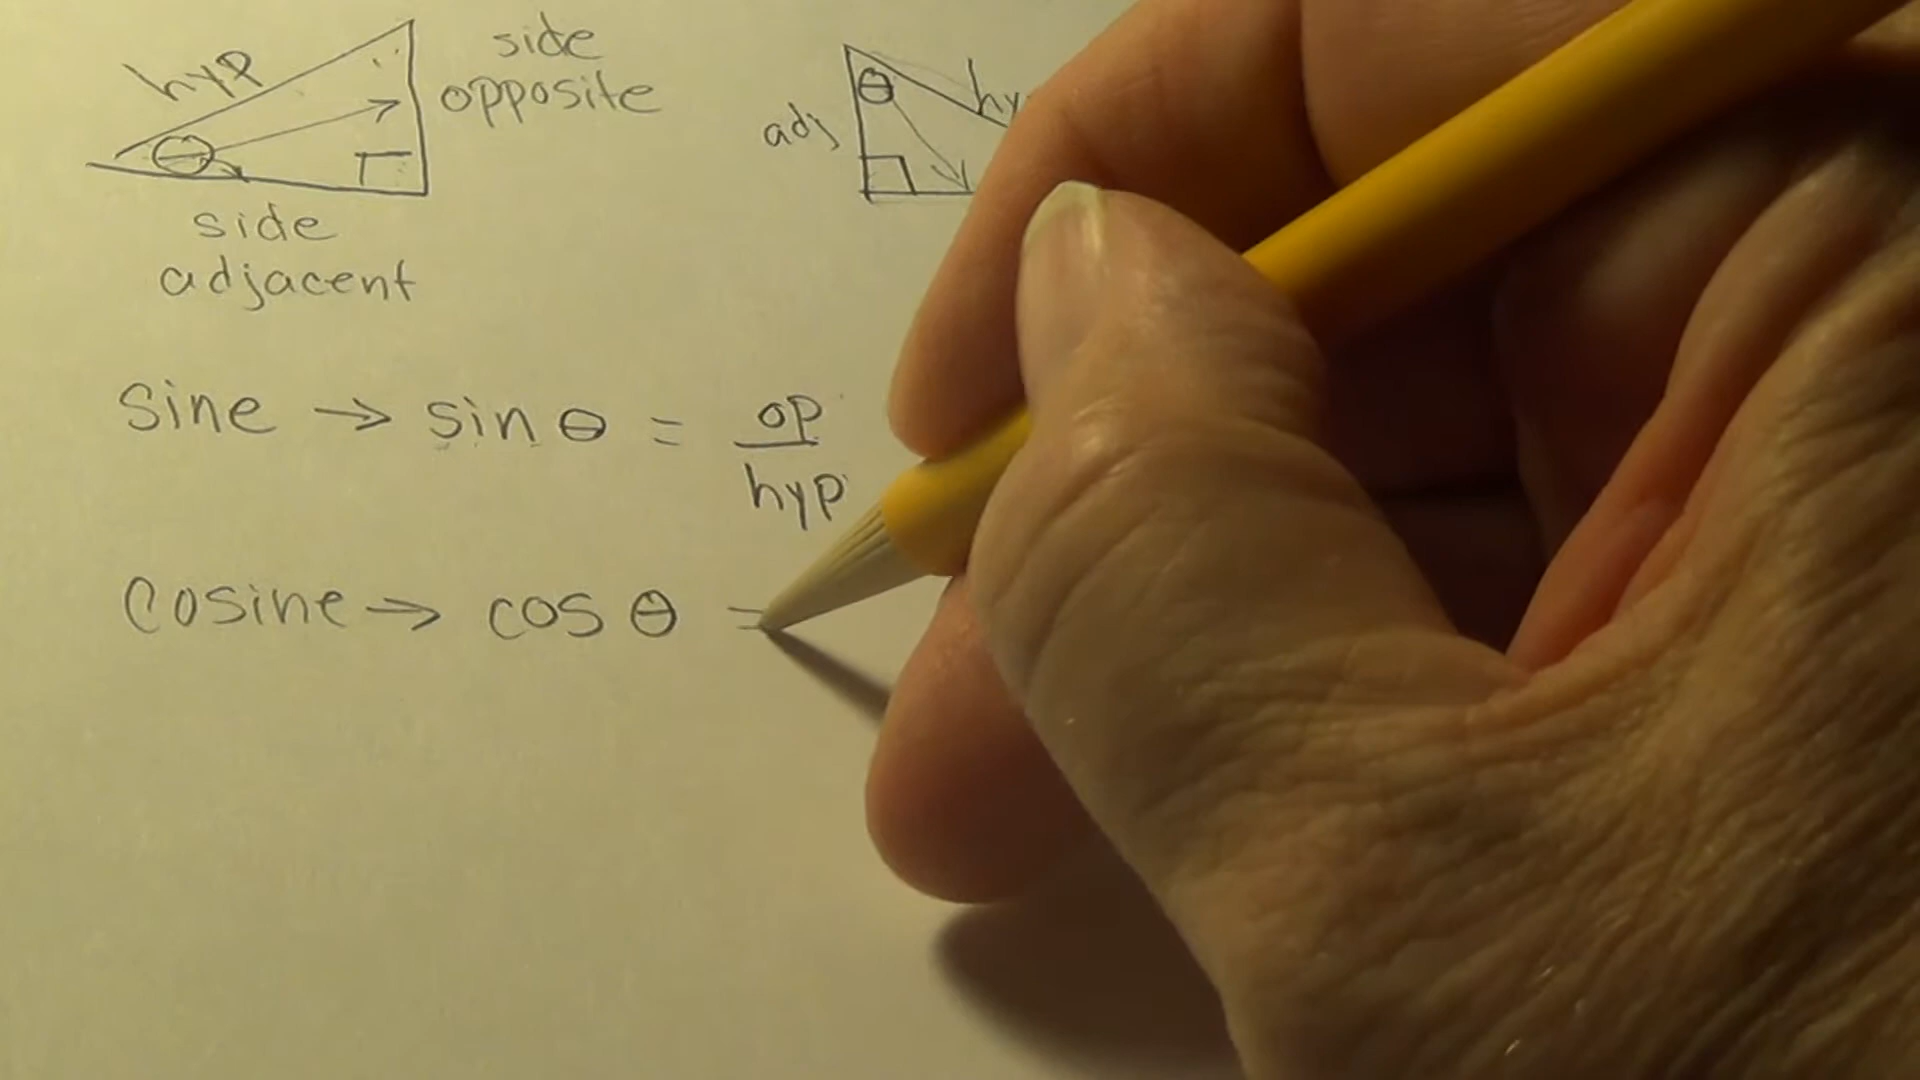 hyp
side
opposite
θ
side
adjacent
θ
adj
sine → sin θ = op
hyp
cosine → cos θ =